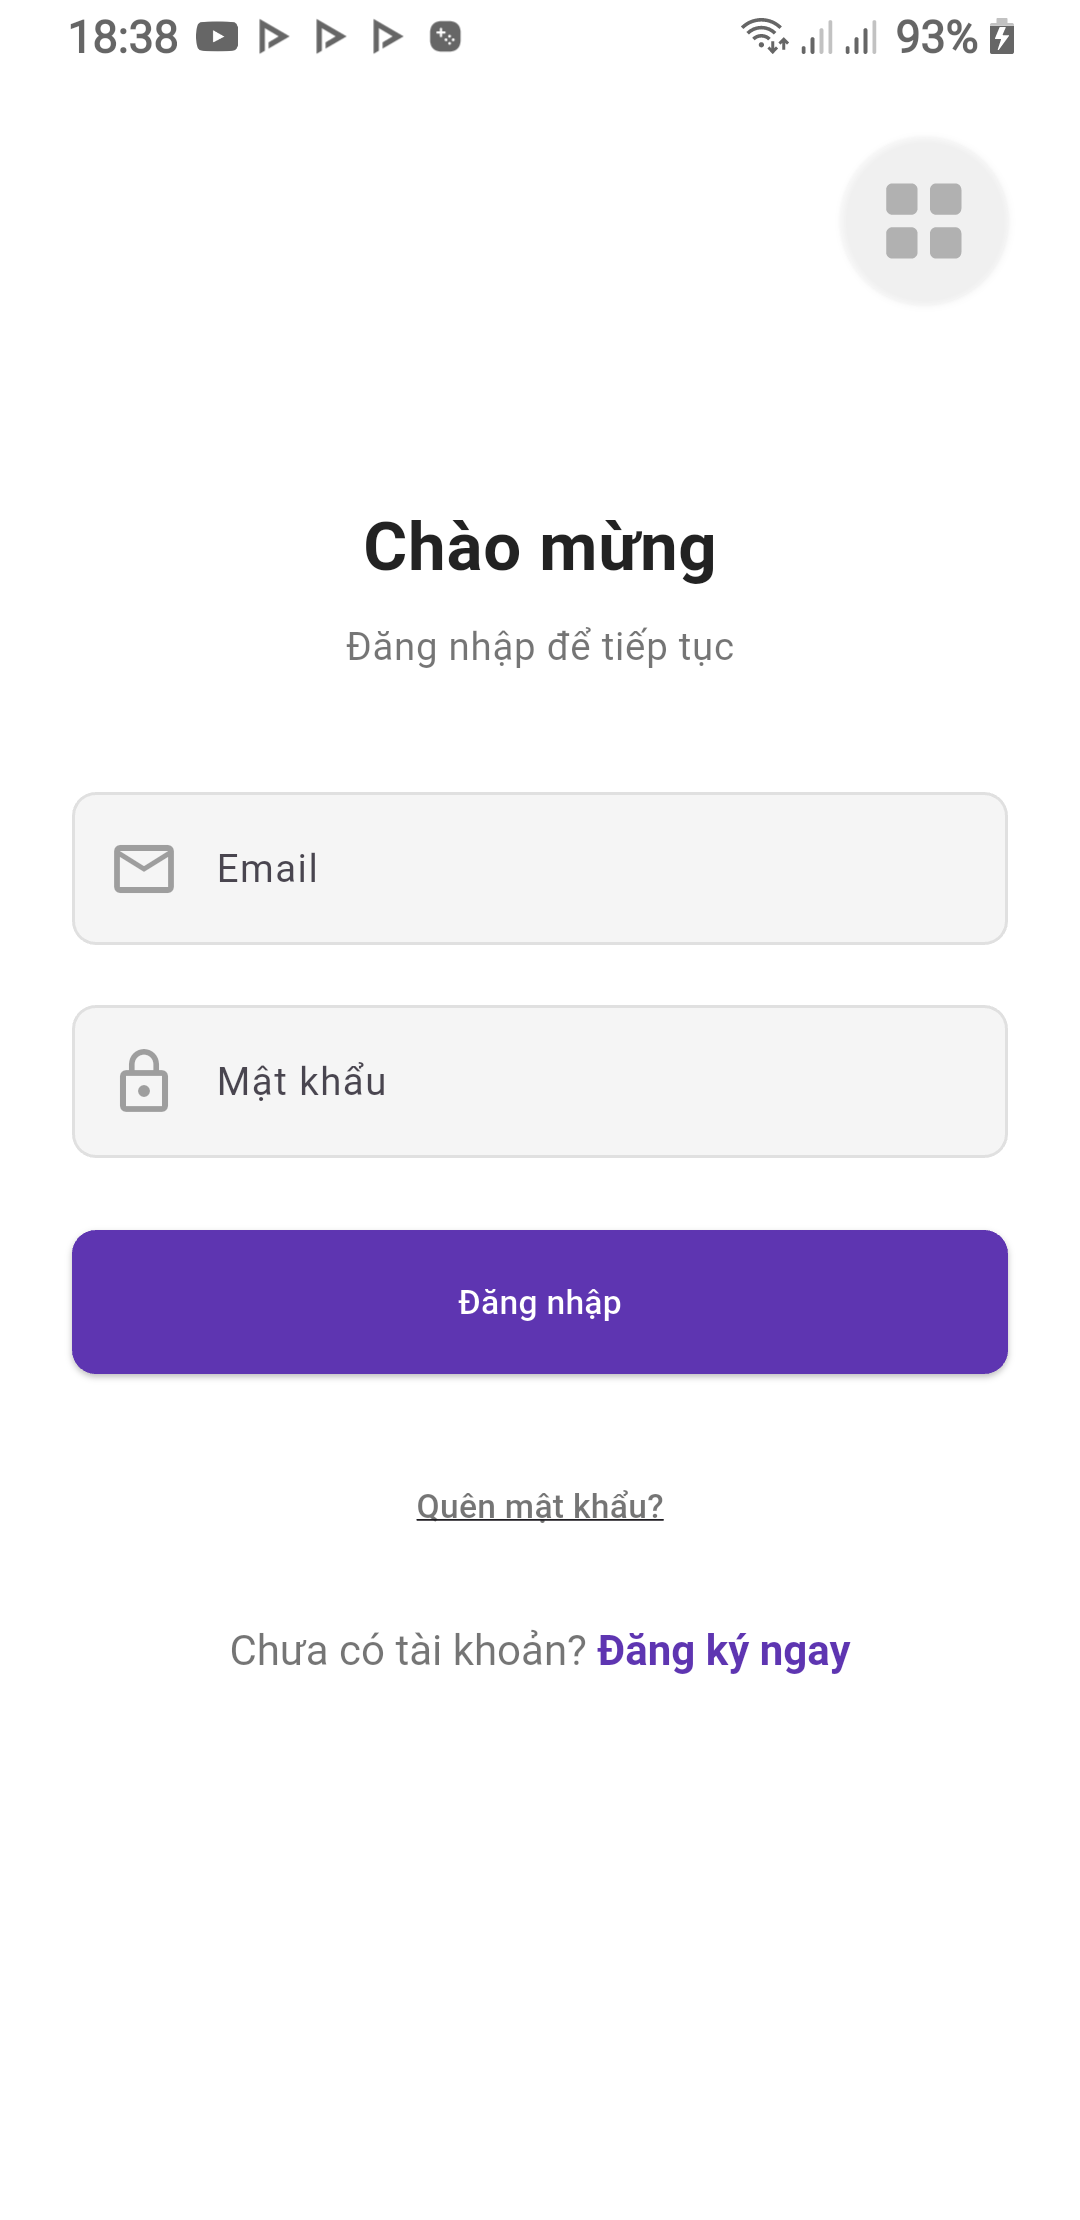 18:38 93%
Chào mừng
Đăng nhập để tiếp tục
Email
Mật khẩu
Đăng nhập
Quên mật khẩu?
Chưa có tài khoản? Đăng ký ngay